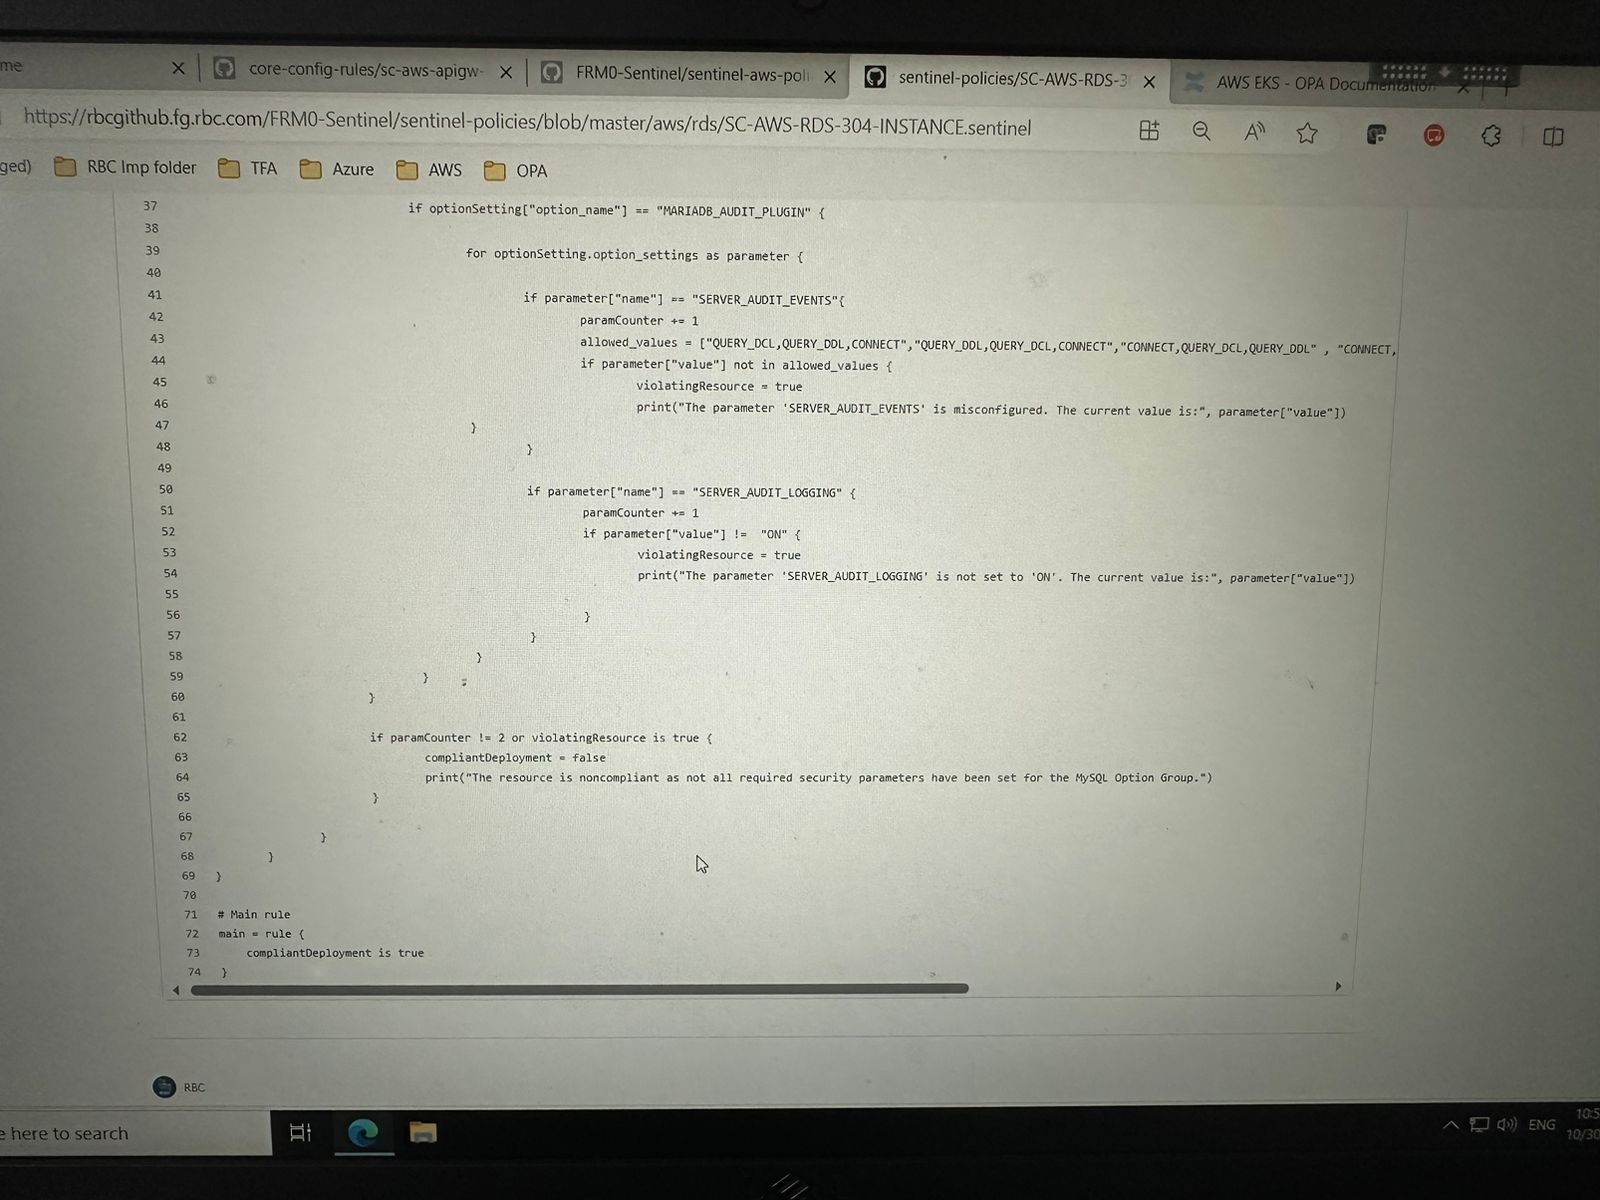 me
core-config-rules/sc-aws-apigw-
FRM0-Sentinel/sentinel-aws-poli
sentinel-policies/SC-AWS-RDS-3
AWS EKS - OPA Documentation
https://rbcgithub.fg.rbc.com/FRM0-Sentinel/sentinel-policies/blob/master/aws/rds/SC-AWS-RDS-304-INSTANCE.sentinel
ged) RBC Imp folder TFA Azure AWS OPA
37 if optionSetting["option_name"] == "MARIADB_AUDIT_PLUGIN" {
38
39 for optionSetting.option_settings as parameter {
40
41 if parameter["name"] == "SERVER_AUDIT_EVENTS"{
42 paramCounter += 1
43 allowed_values = ["QUERY_DCL,QUERY_DDL,CONNECT","QUERY_DDL,QUERY_DCL,CONNECT","CONNECT,QUERY_DCL,QUERY_DDL" , "CONNECT,
44 if parameter["value"] not in allowed_values {
45 violatingResource = true
46 print("The parameter 'SERVER_AUDIT_EVENTS' is misconfigured. The current value is:", parameter["value"])
47 }
48 }
49
50 if parameter["name"] == "SERVER_AUDIT_LOGGING" {
51 paramCounter += 1
52 if parameter["value"] != "ON" {
53 violatingResource = true
54 print("The parameter 'SERVER_AUDIT_LOGGING' is not set to 'ON'. The current value is:", parameter["value"])
55
56 }
57 }
58 }
59 }
60 }
61
62 if paramCounter != 2 or violatingResource is true {
63 compliantDeployment = false
64 print("The resource is noncompliant as not all required security parameters have been set for the MySQL Option Group.")
65 }
66
67 }
68 }
69 }
70
71 # Main rule
72 main = rule {
73 compliantDeployment is true
74 }
RBC
e here to search
ENG
10:5
10/30